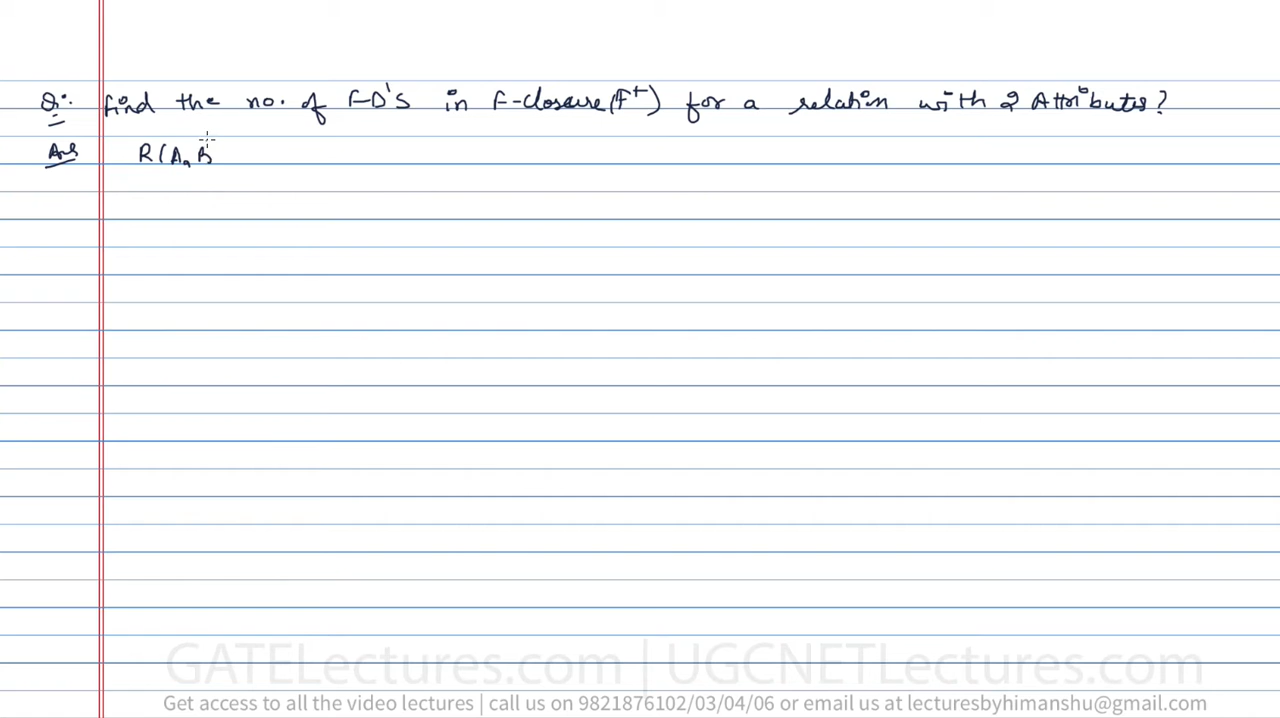 Q:. Find the no. of F-D's in F-closure(F+) for a relation with 2 Attributes?
Ans R(A, B
GATELectures.com | UGCNETLectures.com
Get access to all the video lectures | call us on 9821876102/03/04/06 or email us at lecturesbyhimanshu@gmail.com